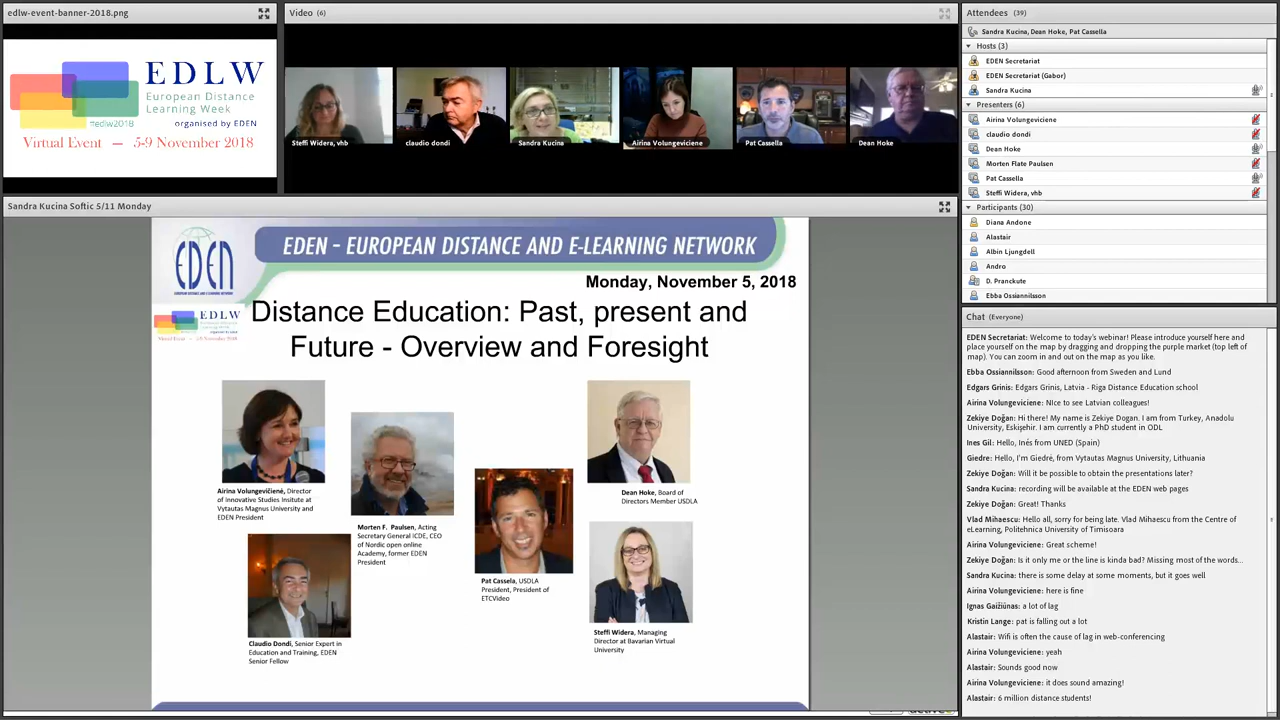 edlw-event-banner-2018.png
EDLW
European Distance
Learning Week
#edlw2018
organised by EDEN
Virtual Event — 5-9 November 2018
Video (6)
Steffi Widera, vhb
claudio dondi
Sandra Kucina
Airina Volungeviciene
Pat Cassella
Dean Hoke
Sandra Kucina Softic 5/11 Monday
EDEN
EDEN - EUROPEAN DISTANCE AND E-LEARNING NETWORK
Monday, November 5, 2018
EDLW
Distance Education: Past, present and
Future - Overview and Foresight
Airina Volungevičienė, Director
of Innovative Studies Insitute at
Vytautas Magnus University and
EDEN President
Morten F. Paulsen, Acting
Secretary General ICDE, CEO
of Nordic open online
Academy, former EDEN
President
Claudio Dondi, Senior Expert in
Education and Training, EDEN
Senior Fellow
Pat Cassela, USDLA
President, President of
ETCVideo
Dean Hoke, Board of
Directors Member USDLA
Steffi Widera, Managing
Director at Bavarian Virtual
University
Attendees (39)
Sandra Kucina, Dean Hoke, Pat Cassella
Hosts (3)
EDEN Secretariat
EDEN Secretariat (Gabor)
Sandra Kucina
Presenters (6)
Airina Volungeviciene
claudio dondi
Dean Hoke
Morten Flate Paulsen
Pat Cassella
Steffi Widera, vhb
Participants (30)
Diana Andone
Alastair
Albin Ljungdell
Andro
D. Pranckute
Ebba Ossiannilsson
Chat (Everyone)
EDEN Secretariat: Welcome to today's webinar! Please introduce yourself here and
place yourself on the map by dragging and dropping the purple market (top left of
map). You can zoom in and out on the map as you like.
Ebba Ossiannilsson: Good afternoon from Sweden and Lund
Edgars Grinis: Edgars Grinis, Latvia - Riga Distance Education school
Airina Volungeviciene: NIce to see Latvian colleagues!
Zekiye Doğan: Hi there! My name is Zekiye Dogan. I am from Turkey, Anadolu
University, Eskişehir. I am currently a PhD student in ODL
Ines Gil: Hello, Inés from UNED (Spain)
Giedre: Hello, I'm Giedrė, from Vytautas Magnus University, Lithuania
Zekiye Doğan: Will it be possible to obtain the presentations later?
Sandra Kucina: recording will be available at the EDEN web pages
Zekiye Doğan: Great! Thanks
Vlad Mihaescu: Hello all, sorry for being late. Vlad Mihaescu from the Centre of
eLearning, Politehnica University of Timisoara
Airina Volungeviciene: Great scheme!
Zekiye Doğan: Is it only me or the line is kinda bad? Missing most of the words...
Sandra Kucina: there is some delay at some moments, but it goes well
Airina Volungeviciene: here is fine
Ignas Gaižiūnas: a lot of lag
Kristin Lange: pat is falling out a lot
Alastair: Wifi is often the cause of lag in web-conferencing
Airina Volungeviciene: yeah
Alastair: Sounds good now
Airina Volungeviciene: it does sound amazing!
Alastair: 6 million distance students!